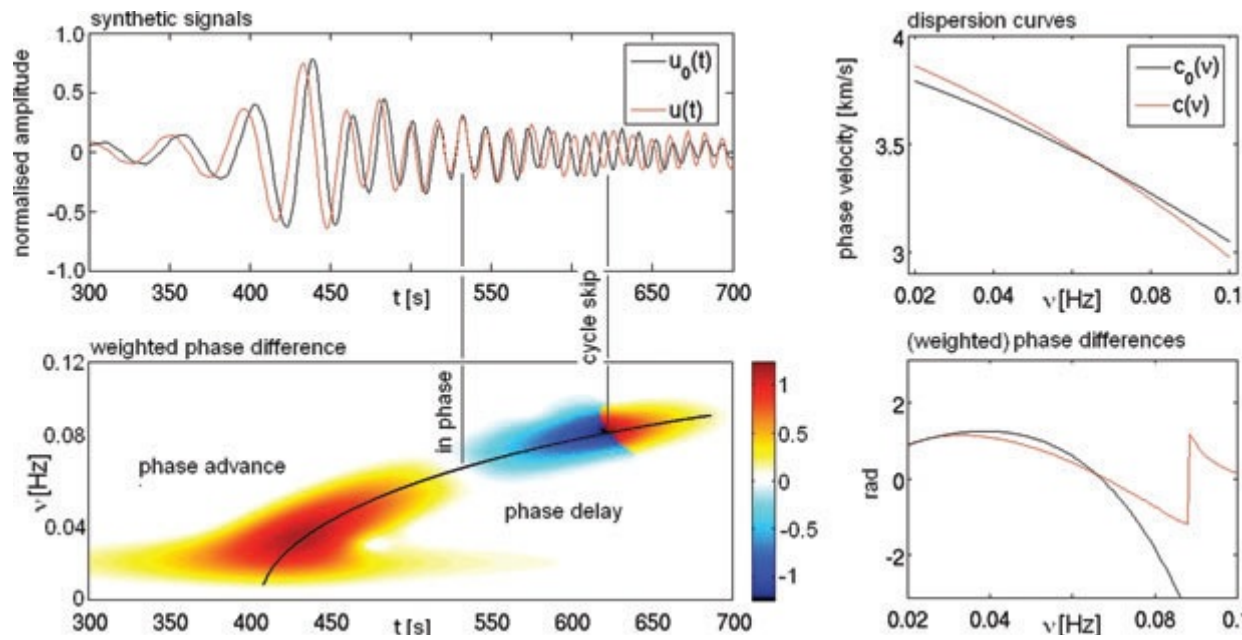 synthetic signals
normalised amplitude
1.0
0.5
0
-0.5
-1.0
u0(t)
u(t)
300
350
400
450
t [s]
550
600
650
700
dispersion curves
phase velocity [km/s]
4
3.5
3
c0(ν)
c(ν)
0.02
0.04
ν[Hz]
0.08
0.1
weighted phase difference
ν[Hz]
0.12
0.08
0.04
0
phase advance
in phase
cycle skip
phase delay
300
350
400
450
t [s]
550
600
650
700
1
0.5
0
-0.5
-1
(weighted) phase differences
rad
2
0
-2
0.02
0.04
ν[Hz]
0.08
0.1